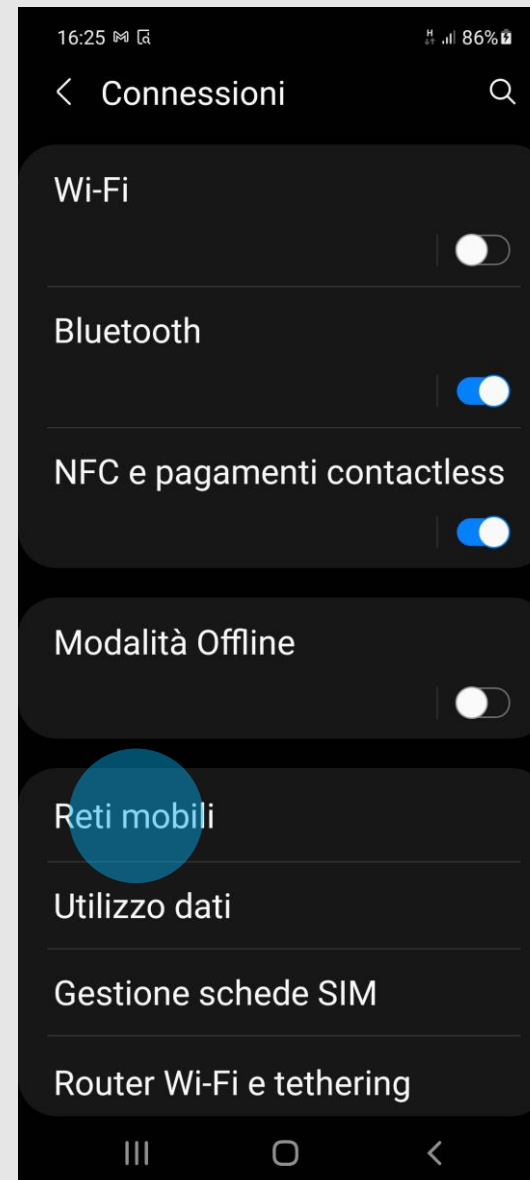 16:25
H
86%
Connessioni
Wi-Fi
Bluetooth
NFC e pagamenti contactless
Modalità Offline
Reti mobili
Utilizzo dati
Gestione schede SIM
Router Wi-Fi e tethering